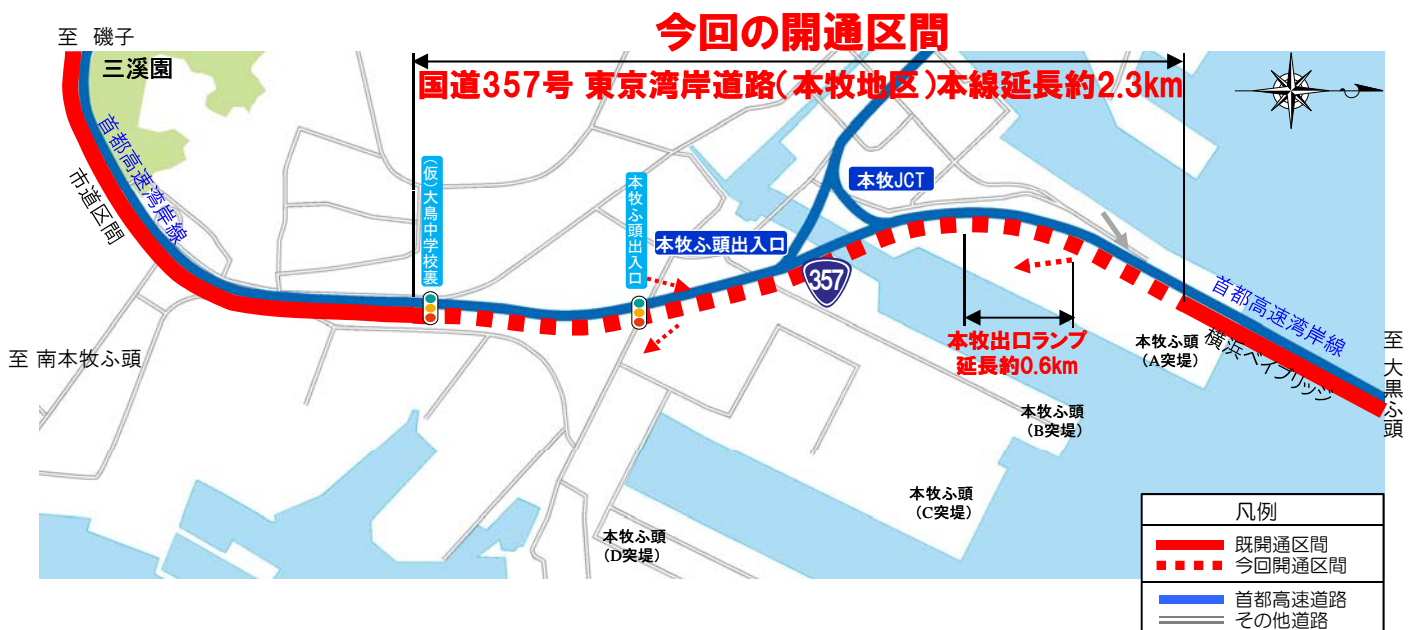 今回の開通区間
国道357号 東京湾岸道路(本牧地区)本線延長約2.3km
至 磯子
三溪園
首都高速湾岸線
市道区間
(仮)大鳥中学校裏
本牧ふ頭出入口
本牧ふ頭出入口
本牧JCT
357
首都高速湾岸線
横浜ベイブリッジ
至 大黒ふ頭
本牧出口ランプ
延長約0.6km
本牧ふ頭
(A突堤)
至 南本牧ふ頭
本牧ふ頭
(B突堤)
本牧ふ頭
(C突堤)
本牧ふ頭
(D突堤)
凡例
既開通区間
今回開通区間
首都高速道路
その他道路